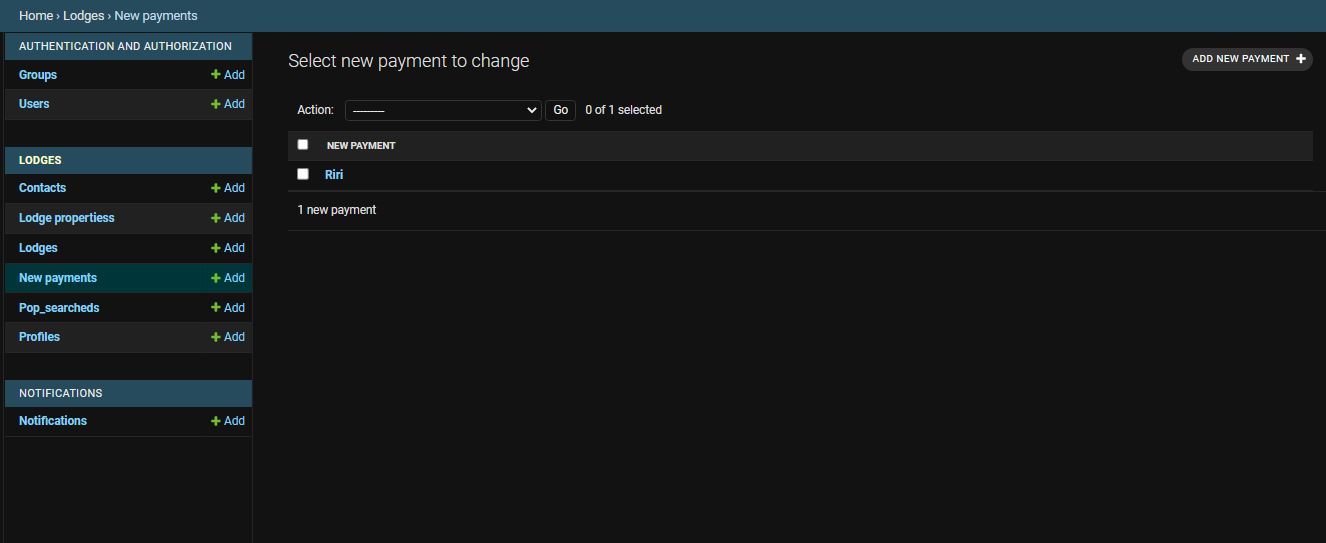 Home › Lodges › New payments
AUTHENTICATION AND AUTHORIZATION
Groups + Add
Users + Add
LODGES
Contacts + Add
Lodge propertiess + Add
Lodges + Add
New payments + Add
Pop_searcheds + Add
Profiles + Add
NOTIFICATIONS
Notifications + Add
Select new payment to change
ADD NEW PAYMENT +
Action: --------- Go 0 of 1 selected
NEW PAYMENT
Riri
1 new payment